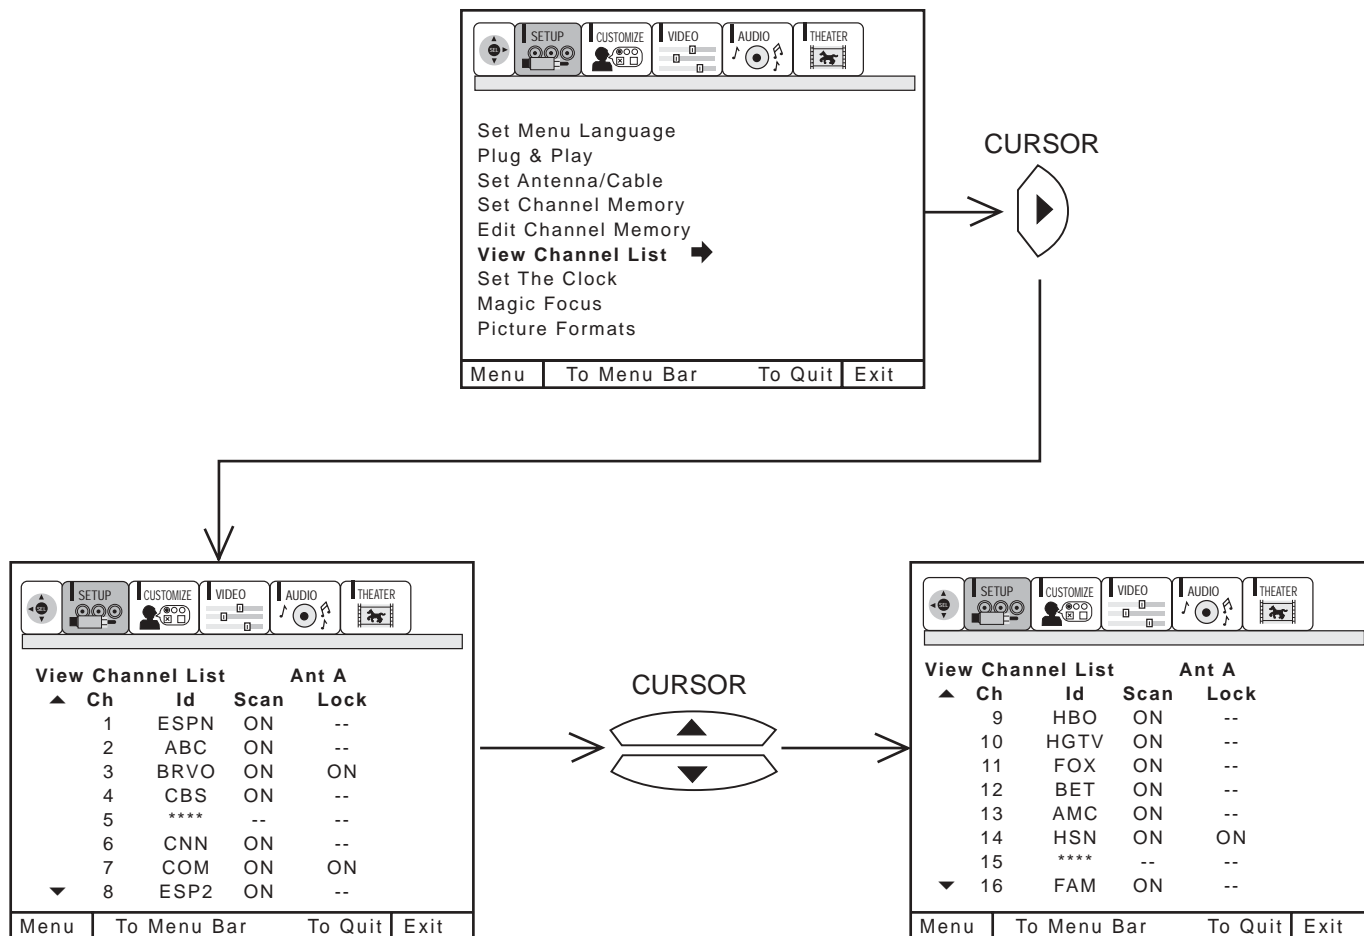 SEL SETUP CUSTOMIZE VIDEO AUDIO THEATER
Set Menu Language
Plug & Play
Set Antenna/Cable
Set Channel Memory
Edit Channel Memory
View Channel List
Set The Clock
Magic Focus
Picture Formats
Menu To Menu Bar To Quit Exit
CURSOR
SEL SETUP CUSTOMIZE VIDEO AUDIO THEATER
View Channel List Ant A
Ch Id Scan Lock
1 ESPN ON --
2 ABC ON --
3 BRVO ON ON
4 CBS ON --
5 **** -- --
6 CNN ON --
7 COM ON ON
8 ESP2 ON --
Menu To Menu Bar To Quit Exit
CURSOR
SEL SETUP CUSTOMIZE VIDEO AUDIO THEATER
View Channel List Ant A
Ch Id Scan Lock
9 HBO ON --
10 HGTV ON --
11 FOX ON --
12 BET ON --
13 AMC ON --
14 HSN ON ON
15 **** -- --
16 FAM ON --
Menu To Menu Bar To Quit Exit